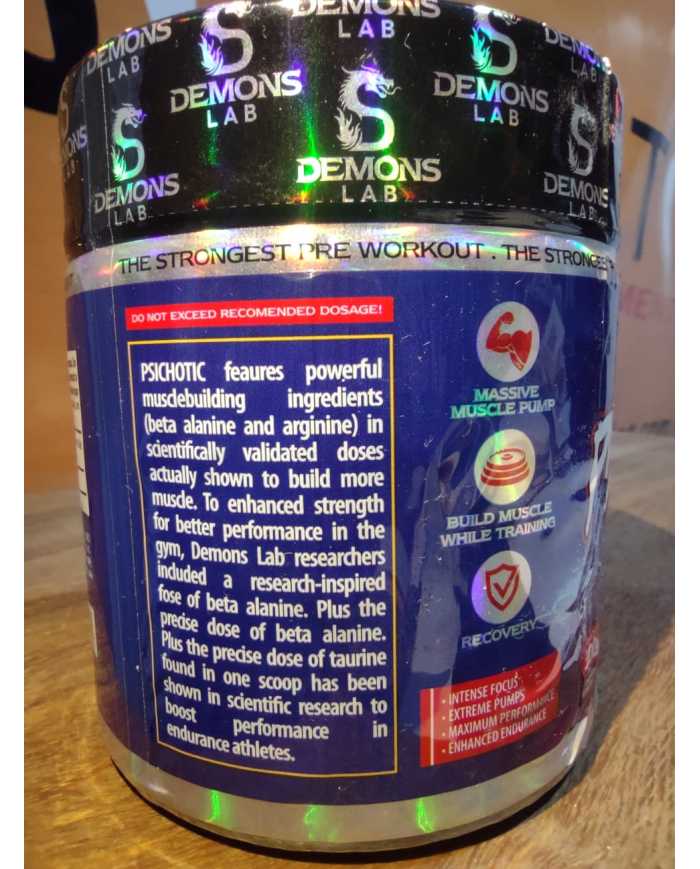 DEMONS
LAB
DEMONS
LAB
DEMONS
LAB
DEMONS
LAB
DEMONS
LAB
DEMONS
LAB
DEMONS
LAB
DEMONS
LAB
THE STRONGEST PRE WORKOUT . THE STRONGES
DO NOT EXCEED RECOMENDED DOSAGE!
PSICHOTIC feaures powerful
musclebuilding ingredients
(beta alanine and arginine) in
scientifically validated doses
actually shown to build more
muscle. To enhanced strength
for better performance in the
gym, Demons Lab researchers
included a research-inspired
fose of beta alanine. Plus the
precise dose of beta alanine.
Plus the precise dose of taurine
found in one scoop has been
shown in scientific research to
boost performance in
endurance athletes.
MASSIVE
MUSCLE PUMP
BUILD MUSCLE
WHILE TRAINING
RECOVERY
• INTENSE FOCUS
• EXTREME PUMPS
• MAXIMUM PERFORMANCE
• ENHANCED ENDURANCE